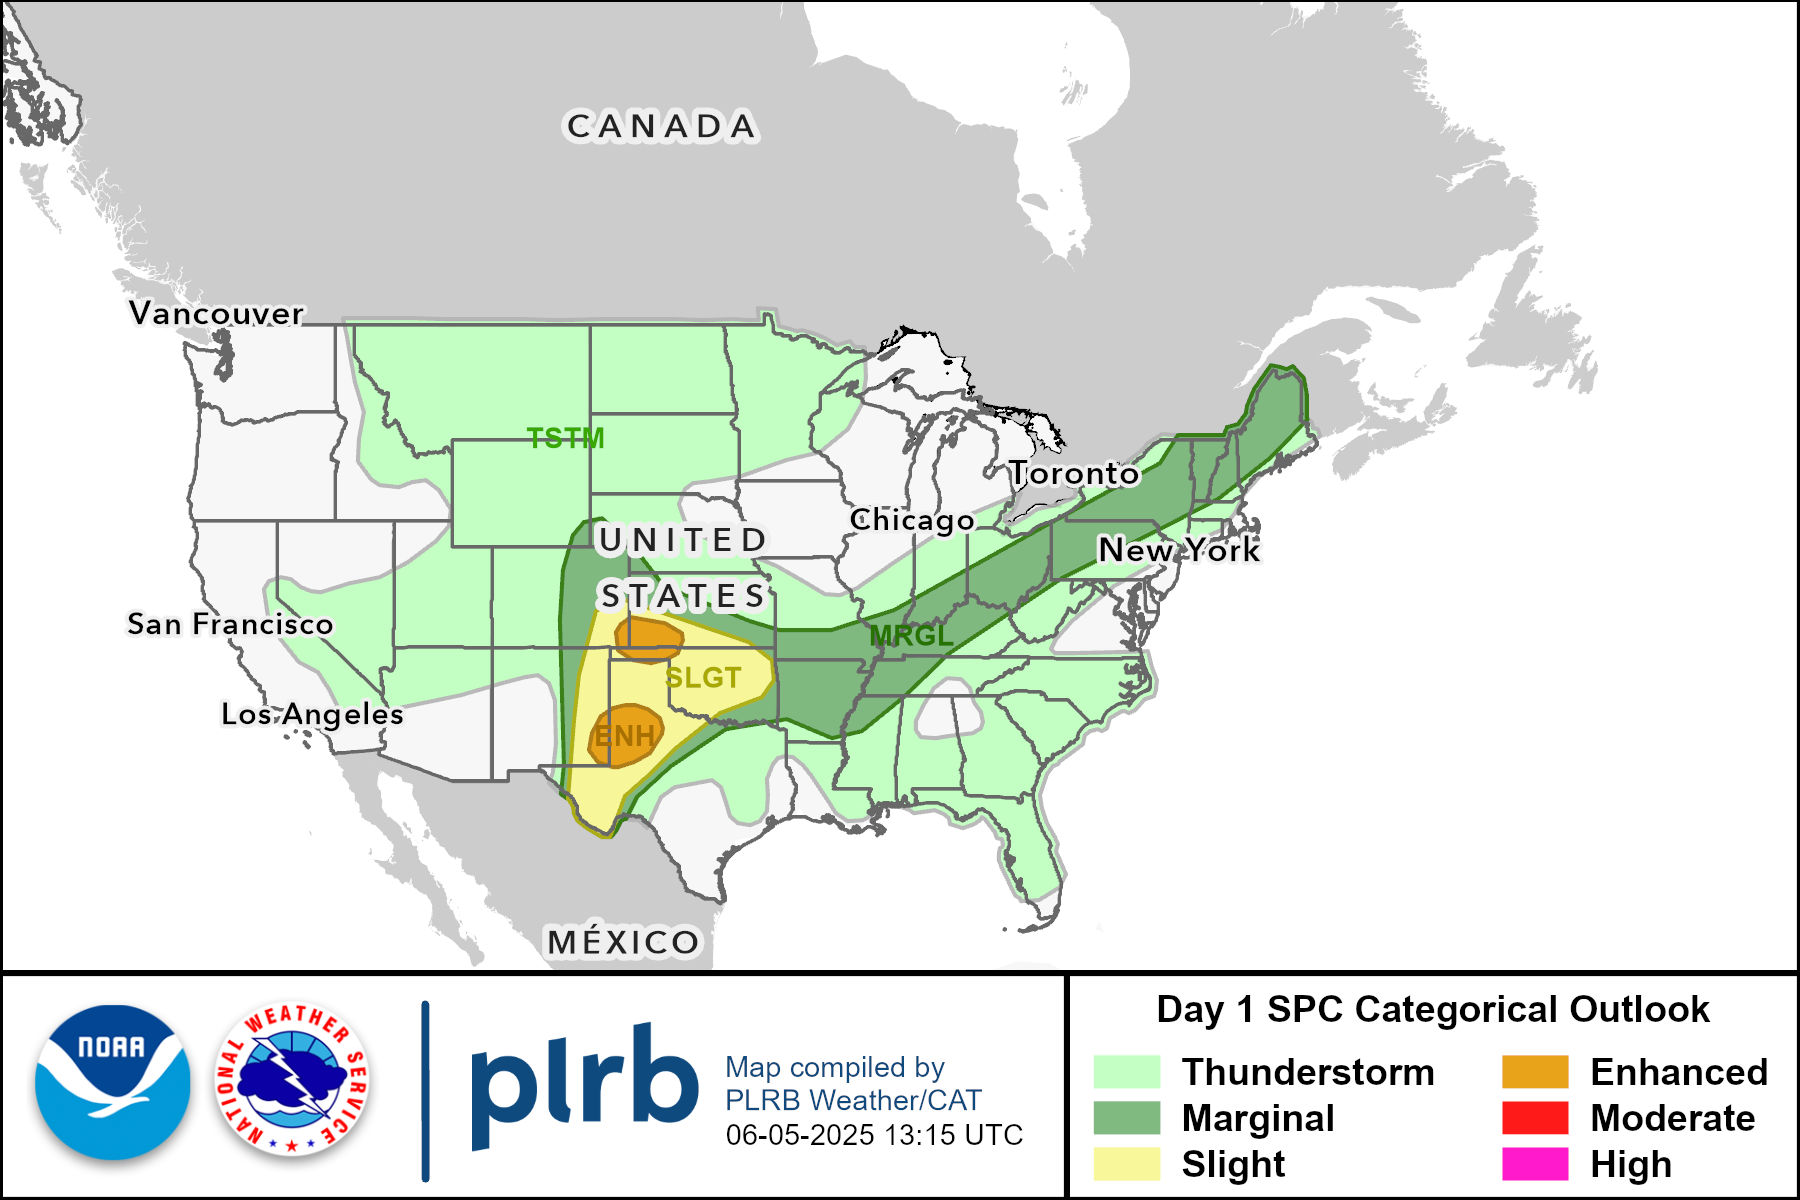 CANADA
Vancouver
TSTM
Toronto
Chicago
UNITED
New York
STATES
San Francisco
MRGL
SLGT
Los Angeles
ENH
MÉXICO
NOAA
NATIONAL WEATHER SERVICE
plrb
Map compiled by
PLRB Weather/CAT
06-05-2025 13:15 UTC
Day 1 SPC Categorical Outlook
Thunderstorm
Enhanced
Marginal
Moderate
Slight
High